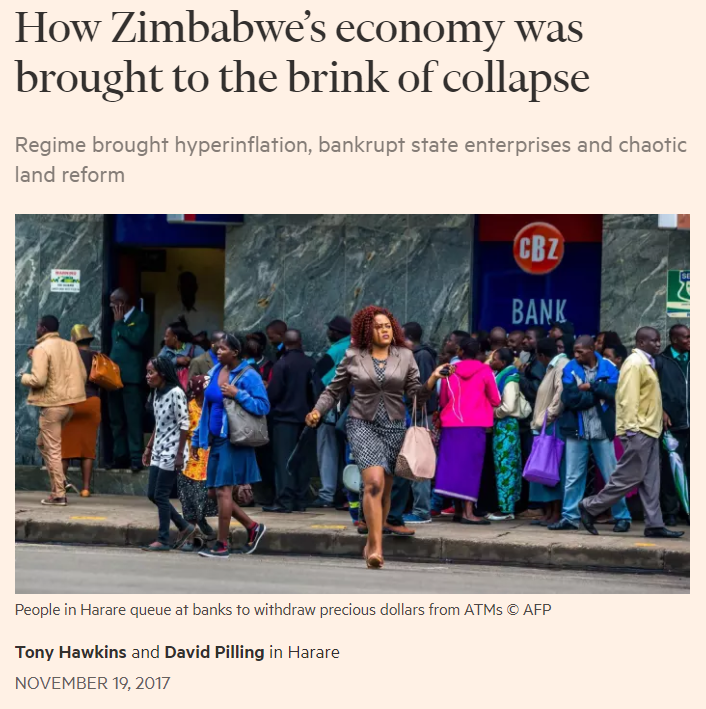 How Zimbabwe’s economy was
brought to the brink of collapse
Regime brought hyperinflation, bankrupt state enterprises and chaotic
land reform
CBZ
BANK
People in Harare queue at banks to withdraw precious dollars from ATMs © AFP
Tony Hawkins and David Pilling in Harare
NOVEMBER 19, 2017